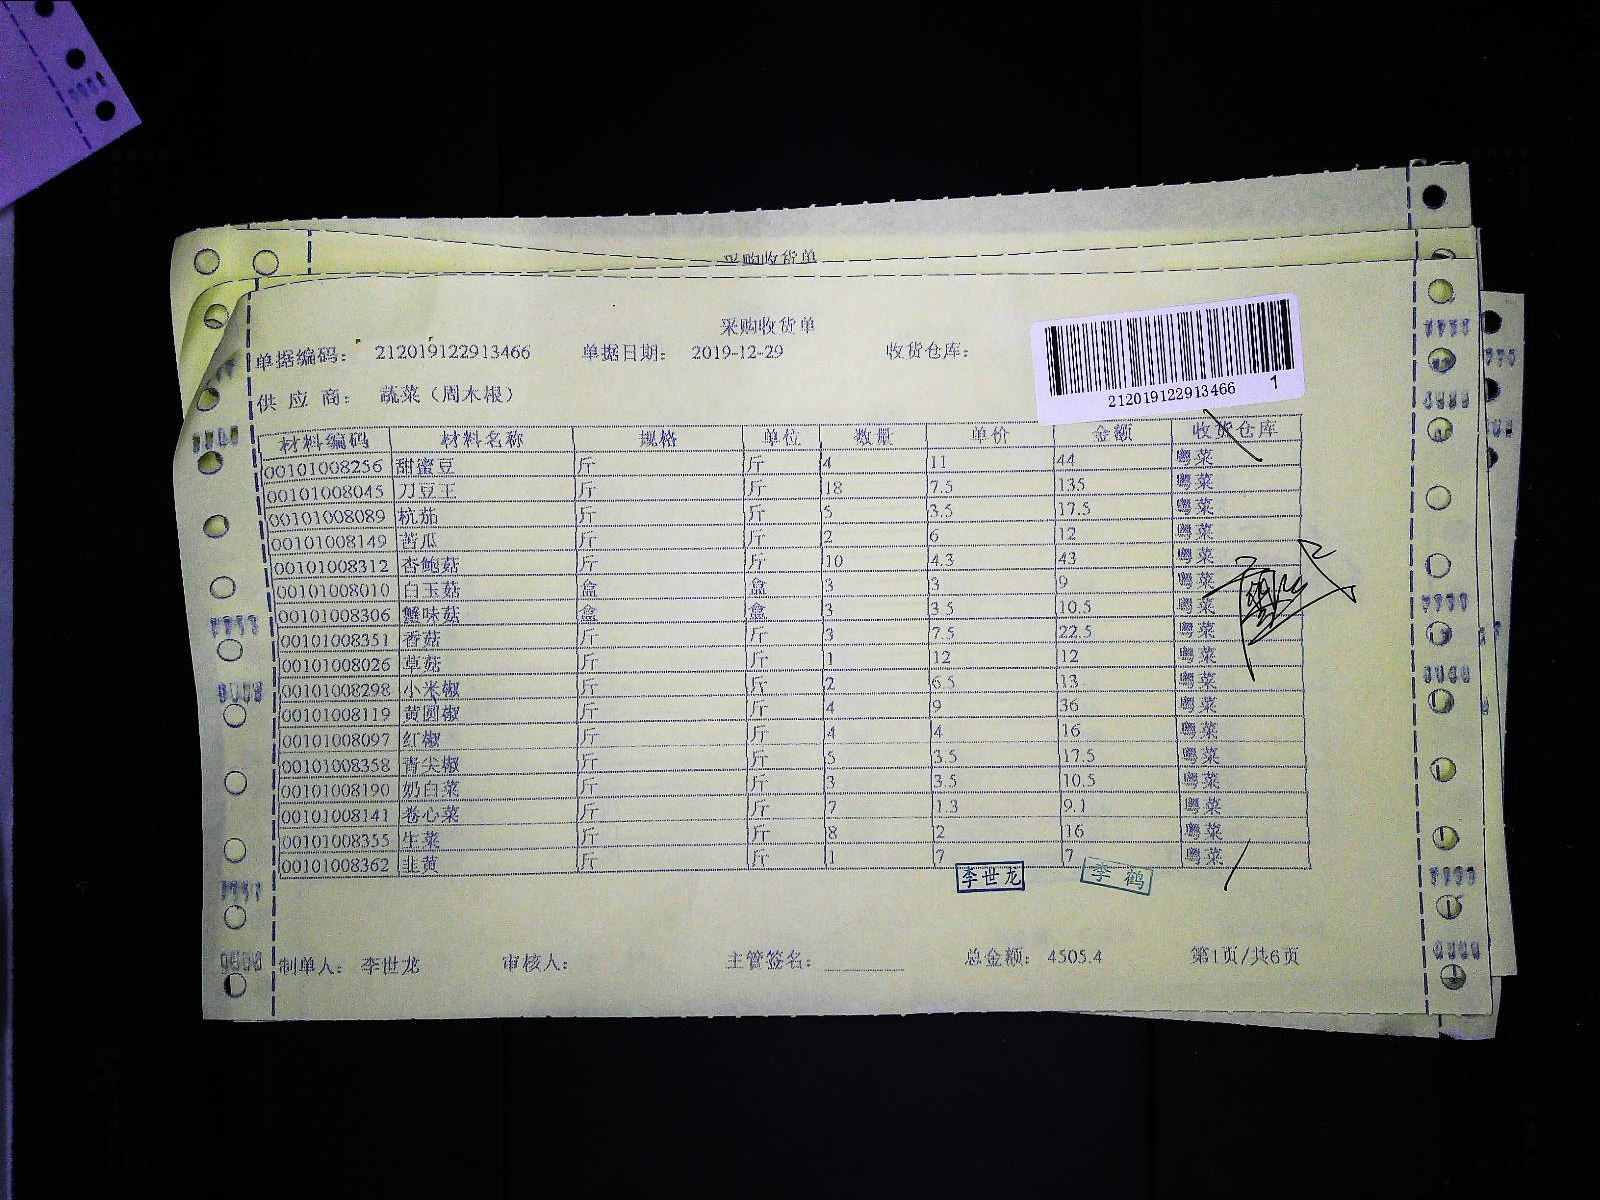 采购收货单
采购收货单
单据编码： 212019122913466 单据日期： 2019-12-29 收货仓库：
212019122913466 1
供 应 商： 蔬菜（周木根）
材料编码 材料名称 规格 单位 数量 单价 金额 收货仓库
00101008256 甜蜜豆 斤 斤 4 11 44 粤菜
00101008045 刀豆王 斤 斤 18 7.5 135 粤菜
00101008089 杭茄 斤 斤 5 3.5 17.5 粤菜
00101008149 苦瓜 斤 斤 2 6 12 粤菜
00101008312 杏鲍菇 斤 斤 10 4.3 43 粤菜
00101008010 白玉菇 盒 盒 3 3 9 粤菜
00101008306 蟹味菇 盒 盒 3 3.5 10.5 粤菜
00101008351 香菇 斤 斤 3 7.5 22.5 粤菜
00101008026 草菇 斤 斤 1 12 12 粤菜
00101008298 小米椒 斤 斤 2 6.5 13 粤菜
00101008119 黄圆椒 斤 斤 4 9 36 粤菜
00101008097 红椒 斤 斤 4 4 16 粤菜
00101008358 青尖椒 斤 斤 5 3.5 17.5 粤菜
00101008190 奶白菜 斤 斤 3 3.5 10.5 粤菜
00101008141 卷心菜 斤 斤 7 1.3 9.1 粤菜
00101008355 生菜 斤 斤 8 2 16 粤菜
00101008362 韭黄 斤 斤 1 7 7 粤菜
李世龙 李 鹤
制单人： 李世龙 审核人： 主管签名： 总金额： 4505.4 第1页/共6页